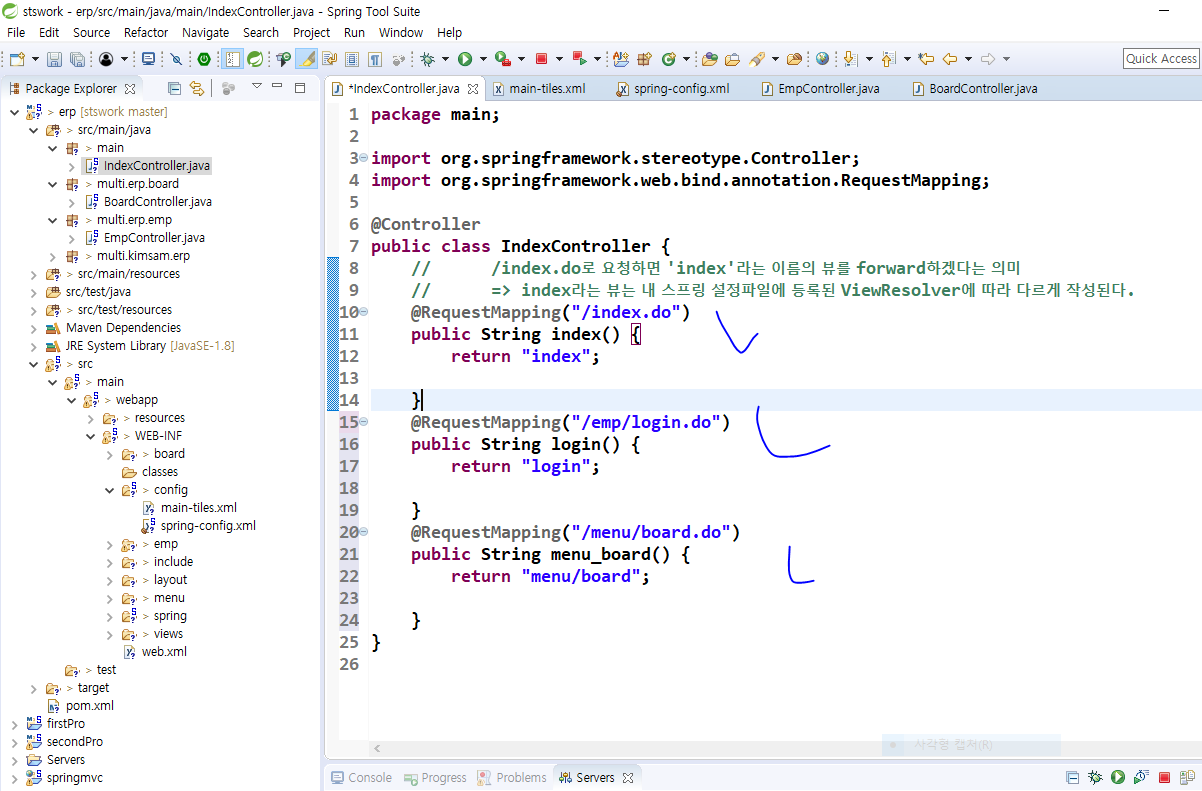 stswork - erp/src/main/java/main/IndexController.java - Spring Tool Suite
File Edit Source Refactor Navigate Search Project Run Window Help
Quick Access
Package Explorer
*IndexController.java main-tiles.xml spring-config.xml EmpController.java BoardController.java
> erp [stswork master]
> src/main/java
> main
IndexController.java
> multi.erp.board
BoardController.java
> multi.erp.emp
EmpController.java
> multi.kimsam.erp
> src/main/resources
src/test/java
> src/test/resources
Maven Dependencies
JRE System Library [JavaSE-1.8]
> src
> main
> webapp
> resources
> WEB-INF
> board
classes
> config
main-tiles.xml
spring-config.xml
> emp
> include
> layout
> menu
> spring
> views
web.xml
> test
> target
pom.xml
firstPro
secondPro
Servers
springmvc
1 package main;
2
3 import org.springframework.stereotype.Controller;
4 import org.springframework.web.bind.annotation.RequestMapping;
5
6 @Controller
7 public class IndexController {
8 // /index.do로 요청하면 'index'라는 이름의 뷰를 forward하겠다는 의미
9 // => index라는 뷰는 내 스프링 설정파일에 등록된 ViewResolver에 따라 다르게 작성된다.
10 @RequestMapping("/index.do")
11 public String index() {
12 return "index";
13
14 }
15 @RequestMapping("/emp/login.do")
16 public String login() {
17 return "login";
18
19 }
20 @RequestMapping("/menu/board.do")
21 public String menu_board() {
22 return "menu/board";
23
24 }
25 }
26
사각형 캡처(R)
Console Progress Problems Servers